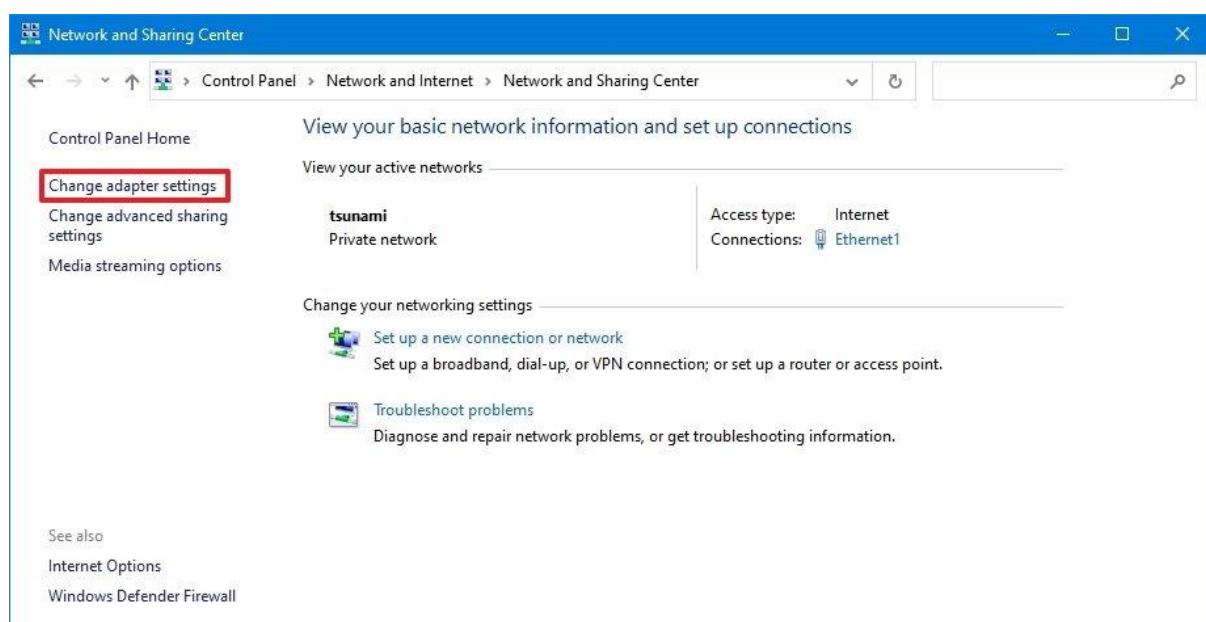 Network and Sharing Center
Control Panel > Network and Internet > Network and Sharing Center
Control Panel Home
Change adapter settings
Change advanced sharing
settings
Media streaming options
View your basic network information and set up connections
View your active networks
tsunami
Private network
Access type: Internet
Connections: Ethernet1
Change your networking settings
Set up a new connection or network
Set up a broadband, dial-up, or VPN connection; or set up a router or access point.
Troubleshoot problems
Diagnose and repair network problems, or get troubleshooting information.
See also
Internet Options
Windows Defender Firewall